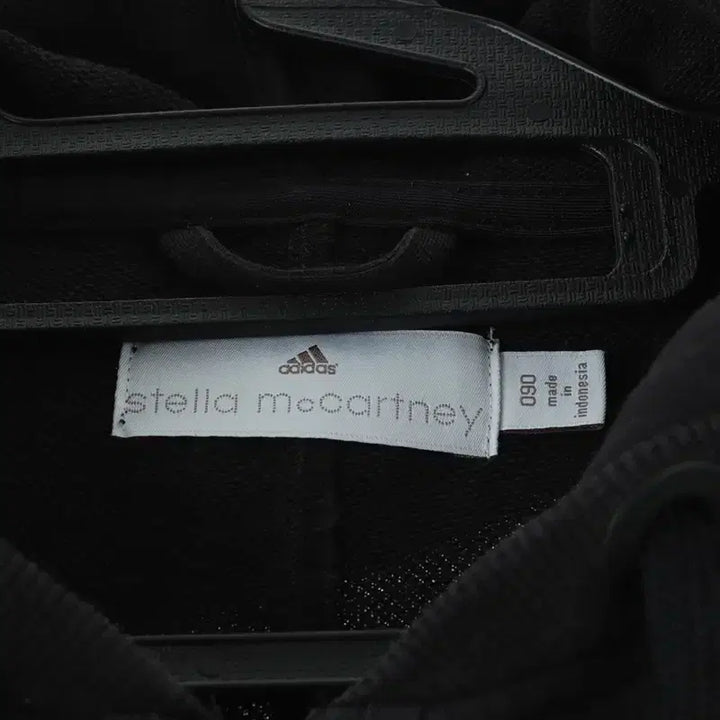 adidas
stella mccartney
090
made
in
indonesia